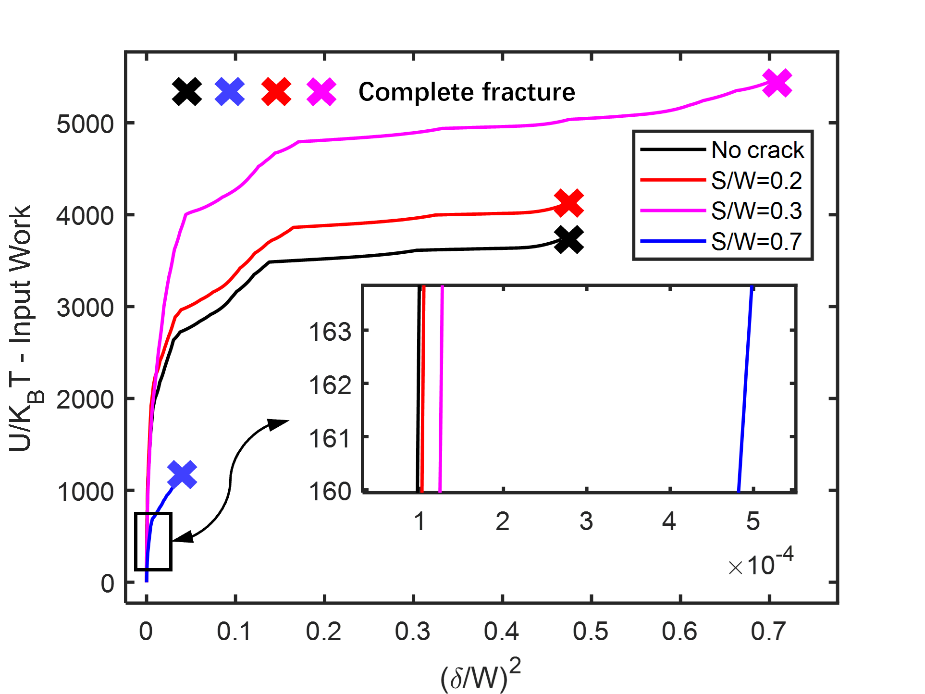 Complete fracture
No crack
S/W=0.2
S/W=0.3
S/W=0.7
U/K_BT - Input Work
5000
4000
3000
2000
1000
0
163
162
161
160
1 2 3 4 5
×10^-4
0 0.1 0.2 0.3 0.4 0.5 0.6 0.7
(δ/W)^2